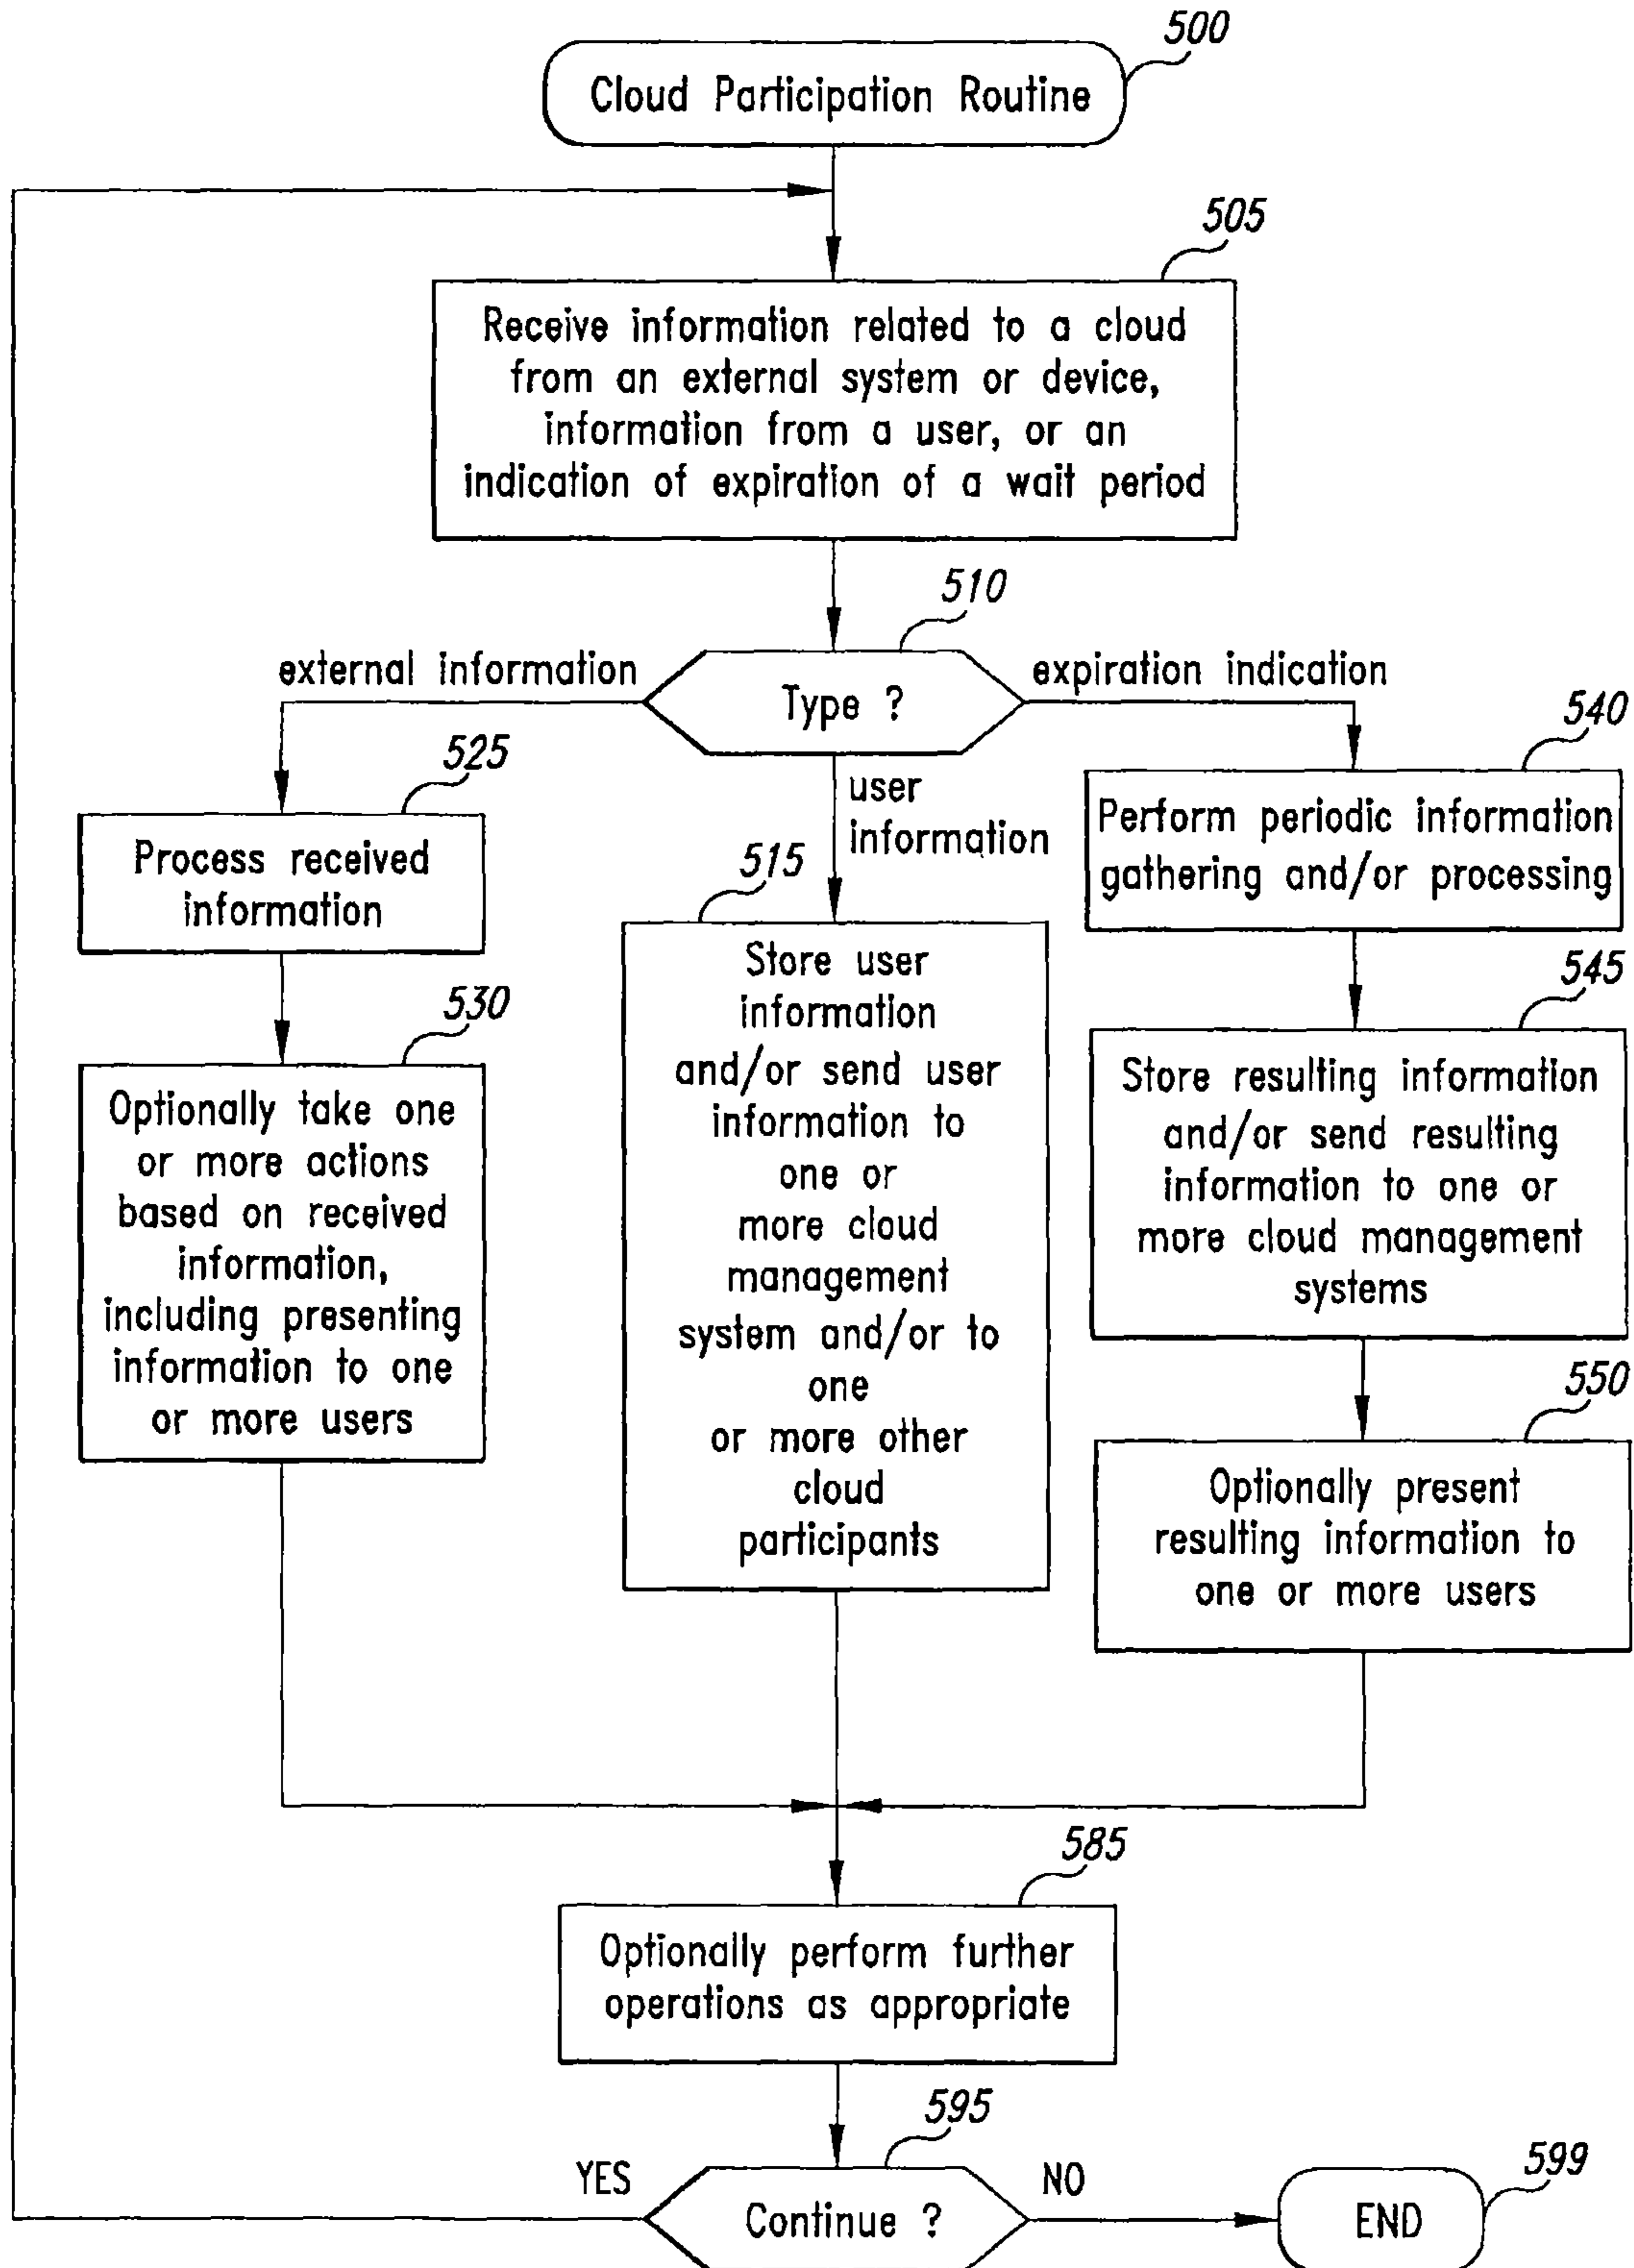 500
Cloud Participation Routine
505
Receive information related to a cloud
from an external system or device,
information from a user, or an
indication of expiration of a wait period
510
external information
Type ?
expiration indication
user
information
525
Process received
information
530
Optionally take one
or more actions
based on received
information,
including presenting
information to one
or more users
515
Store user
information
and/or send user
information to
one or
more cloud
management
system and/or to
one
or more other
cloud
participants
540
Perform periodic information
gathering and/or processing
545
Store resulting information
and/or send resulting
information to one or
more cloud management
systems
550
Optionally present
resulting information to
one or more users
585
Optionally perform further
operations as appropriate
595
YES
Continue ?
NO
599
END